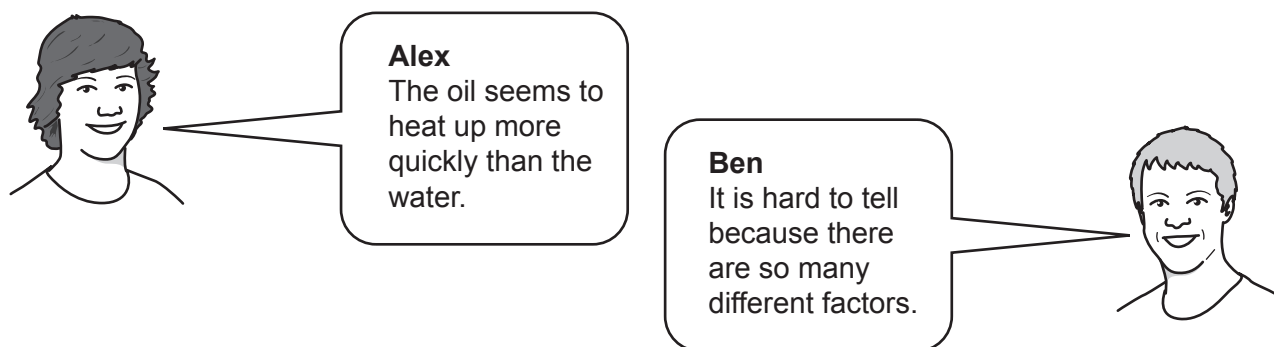 Alex
The oil seems to
heat up more
quickly than the
water.
Ben
It is hard to tell
because there
are so many
different factors.